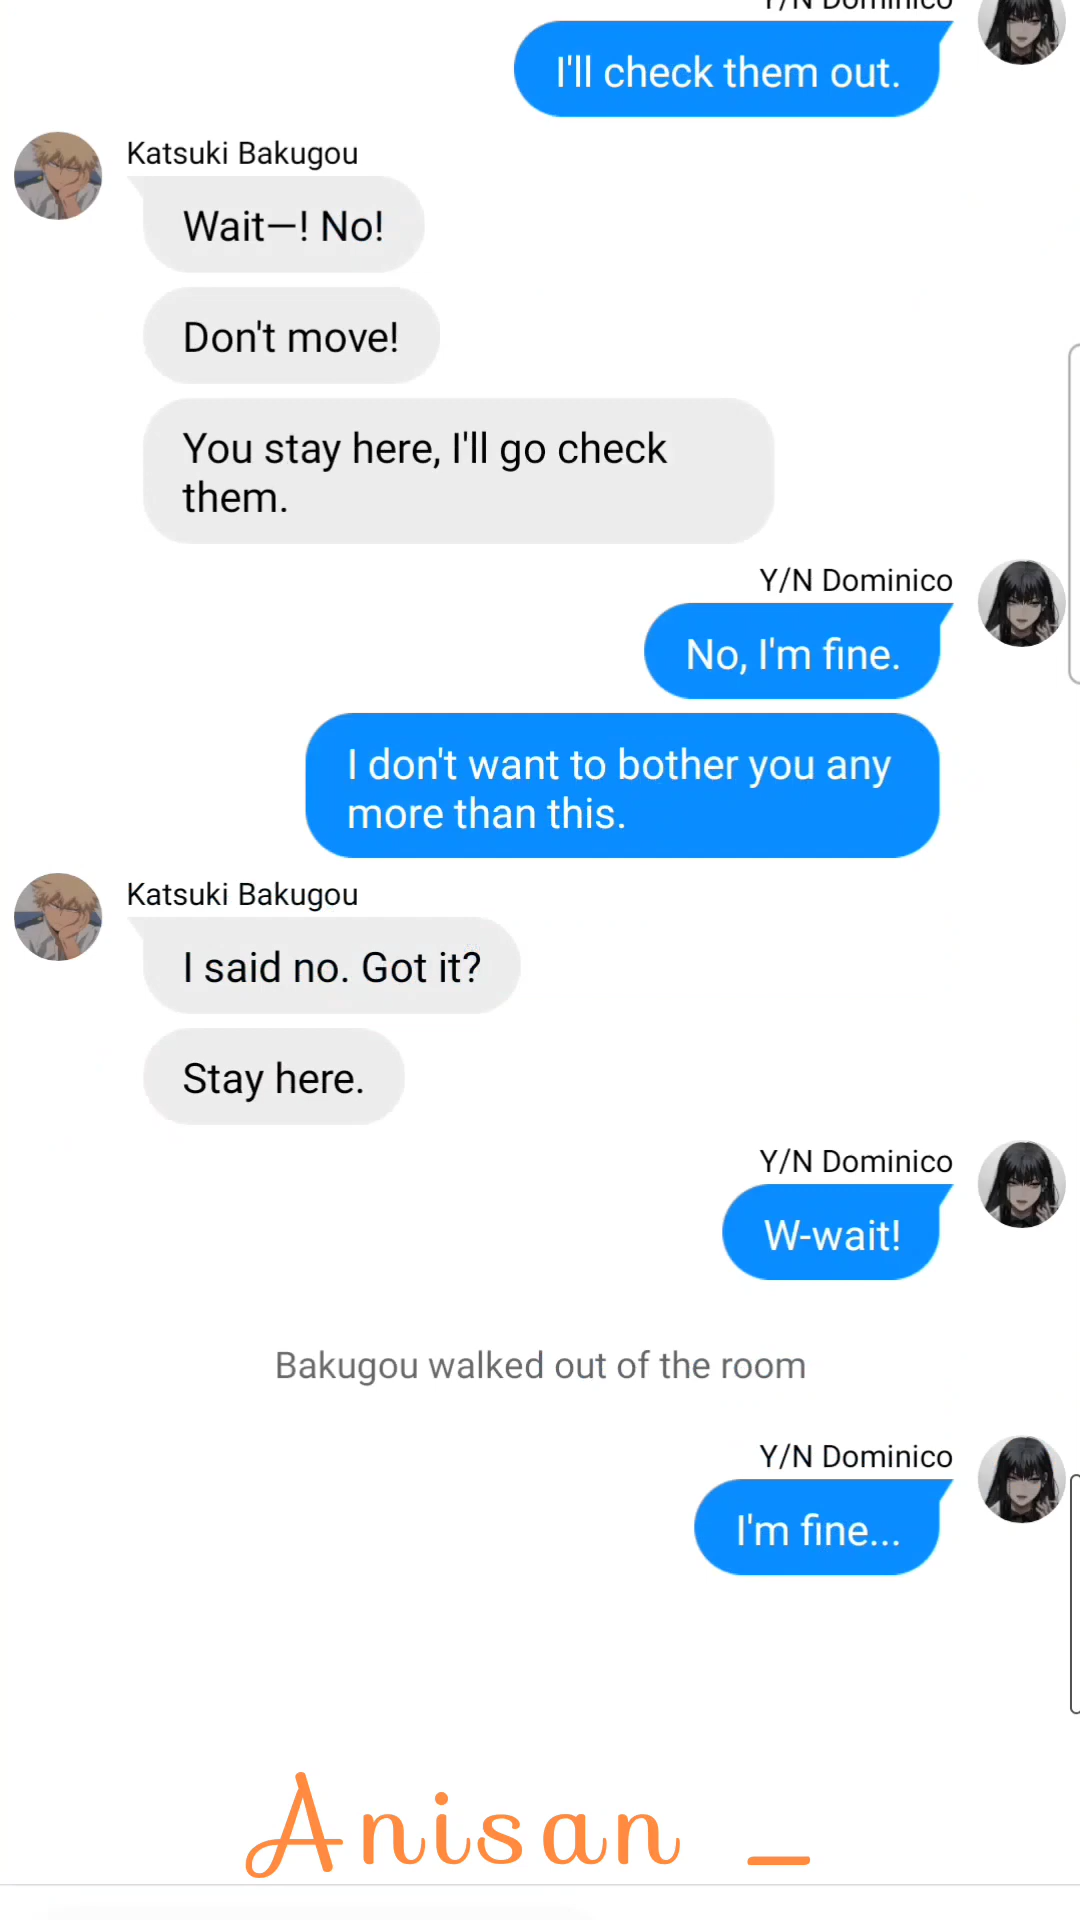 Y/N Dominico
I'll check them out.
Katsuki Bakugou
Wait—! No!
Don't move!
You stay here, I'll go check
them.
Y/N Dominico
No, I'm fine.
I don't want to bother you any
more than this.
Katsuki Bakugou
I said no. Got it?
Stay here.
Y/N Dominico
W-wait!
Bakugou walked out of the room
Y/N Dominico
I'm fine...
Anisan _